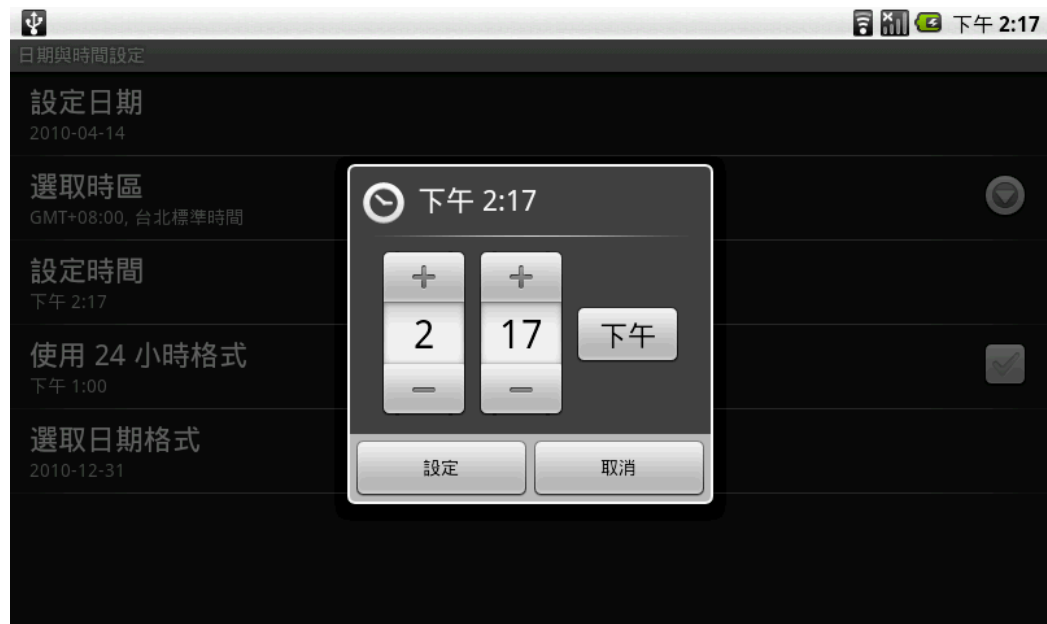 下午 2:17
日期與時間設定
設定日期
2010-04-14
選取時區
GMT+08:00, 台北標準時間
設定時間
下午 2:17
使用 24 小時格式
下午 1:00
選取日期格式
2010-12-31
下午 2:17
+ +
2 17 下午
− −
設定 取消